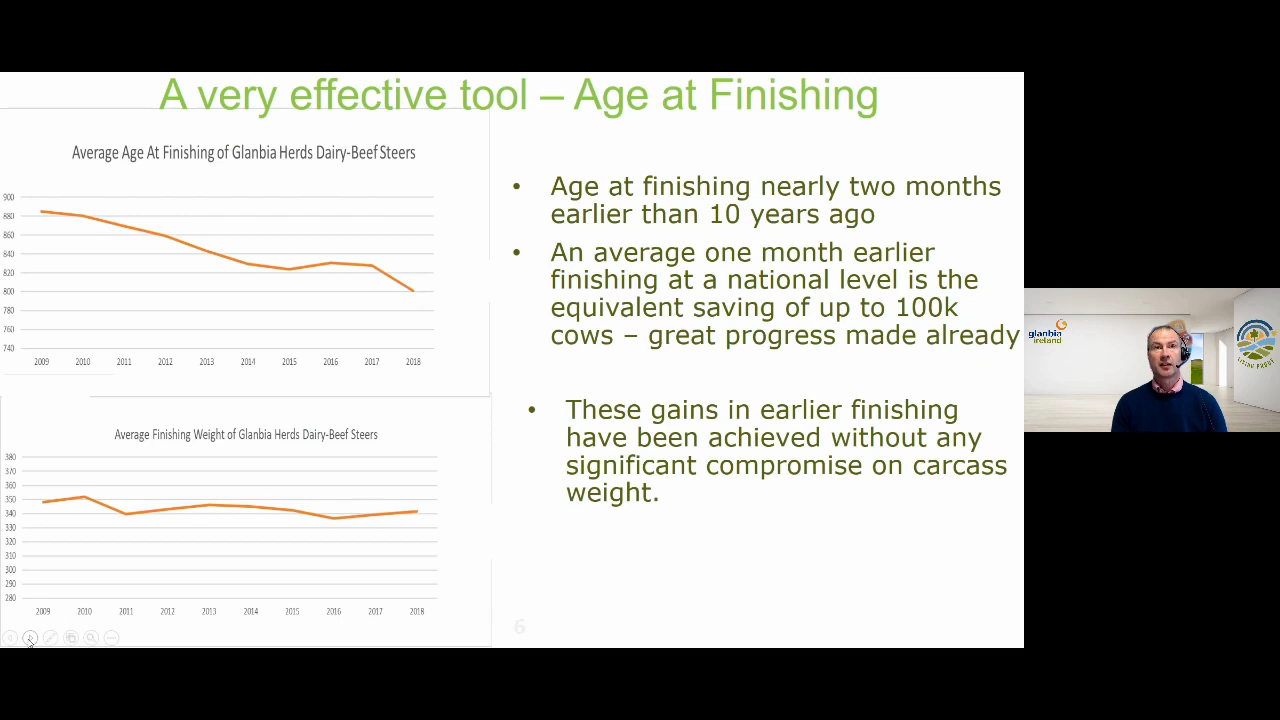 A very effective tool – Age at Finishing
Average Age At Finishing of Glanbia Herds Dairy-Beef Steers
900
880
860
840
820
800
780
760
740
2009 2010 2011 2012 2013 2014 2015 2016 2017 2018
Average Finishing Weight of Glanbia Herds Dairy-Beef Steers
380
370
360
350
340
330
320
310
300
290
280
2009 2010 2011 2012 2013 2014 2015 2016 2017 2018
• Age at finishing nearly two months
earlier than 10 years ago
• An average one month earlier
finishing at a national level is the
equivalent saving of up to 100k
cows – great progress made already
• These gains in earlier finishing
have been achieved without any
significant compromise on carcass
weight.
6
glanbia
ireland
LIVING PROOF